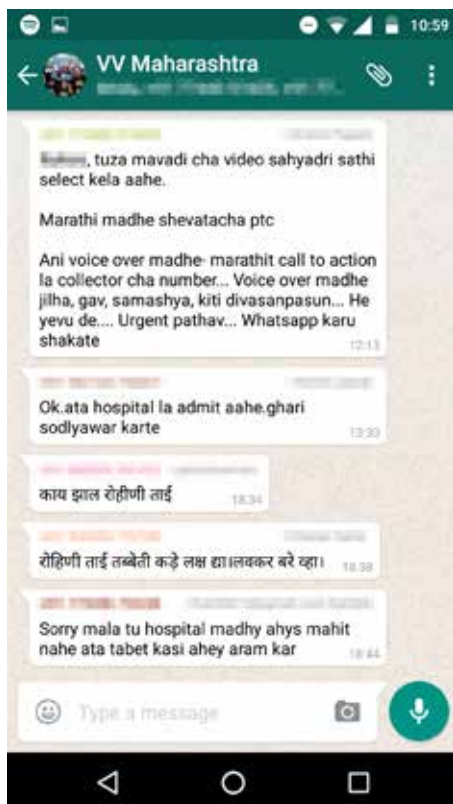 10:59
VV Maharashtra
, tuza mavadi cha video sahyadri sathi
select kela aahe.
Marathi madhe shevatacha ptc
Ani voice over madhe- marathit call to action
la collector cha number... Voice over madhe
jilha, gav, samashya, kiti divasanpasun... He
yevu de.... Urgent pathav... Whatsapp karu
shakate
12:13
Ok.ata hospital la admit aahe.ghari
sodlyawar karte
13:30
काय झाल रोहीणी ताई
18:34
रोहिणी ताई तब्बेती कड़े लक्ष द्या।लवकर बरे व्हा।
18:38
Sorry mala tu hospital madhy ahys mahit
nahe ata tabet kasi ahey aram kar
18:44
Type a message